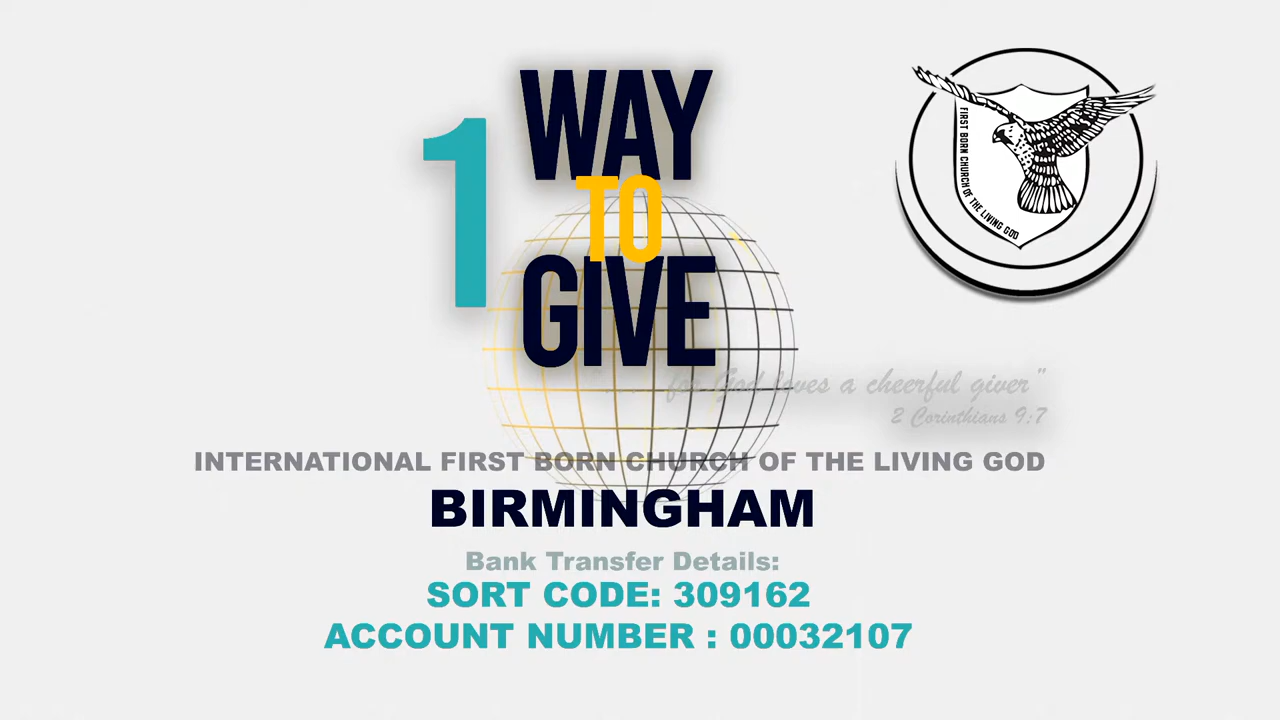 1
WAY
TO
GIVE
FIRST BORN CHURCH OF THE LIVING GOD
for God loves a cheerful giver"
2 Corinthians 9:7
INTERNATIONAL FIRST BORN CHURCH OF THE LIVING GOD
BIRMINGHAM
Bank Transfer Details:
SORT CODE: 309162
ACCOUNT NUMBER : 00032107